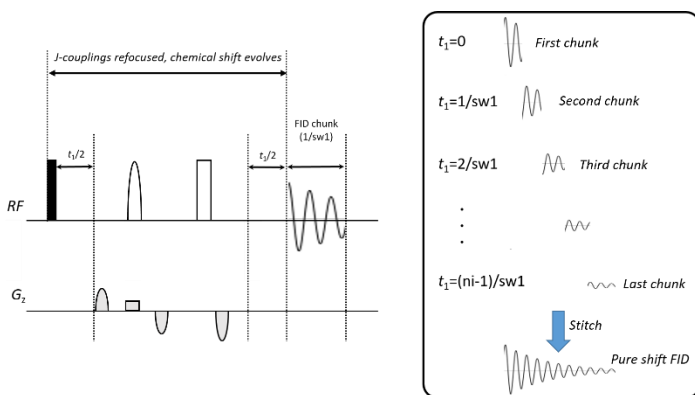 J-couplings refocused, chemical shift evolves
FID chunk
(1/sw1)
t1/2
t1/2
RF
Gz
t1=0
First chunk
t1=1/sw1
Second chunk
t1=2/sw1
Third chunk
t1=(ni-1)/sw1
Last chunk
Stitch
Pure shift FID